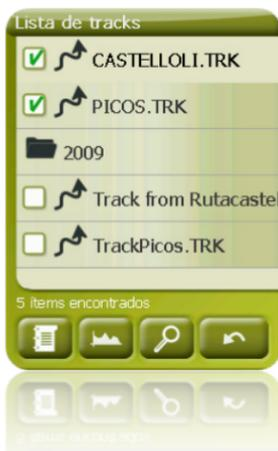 Lista de tracks
CASTELLOLI.TRK
PICOS.TRK
2009
Track from Rutacastel
TrackPicos.TRK
5 ítems encontrados